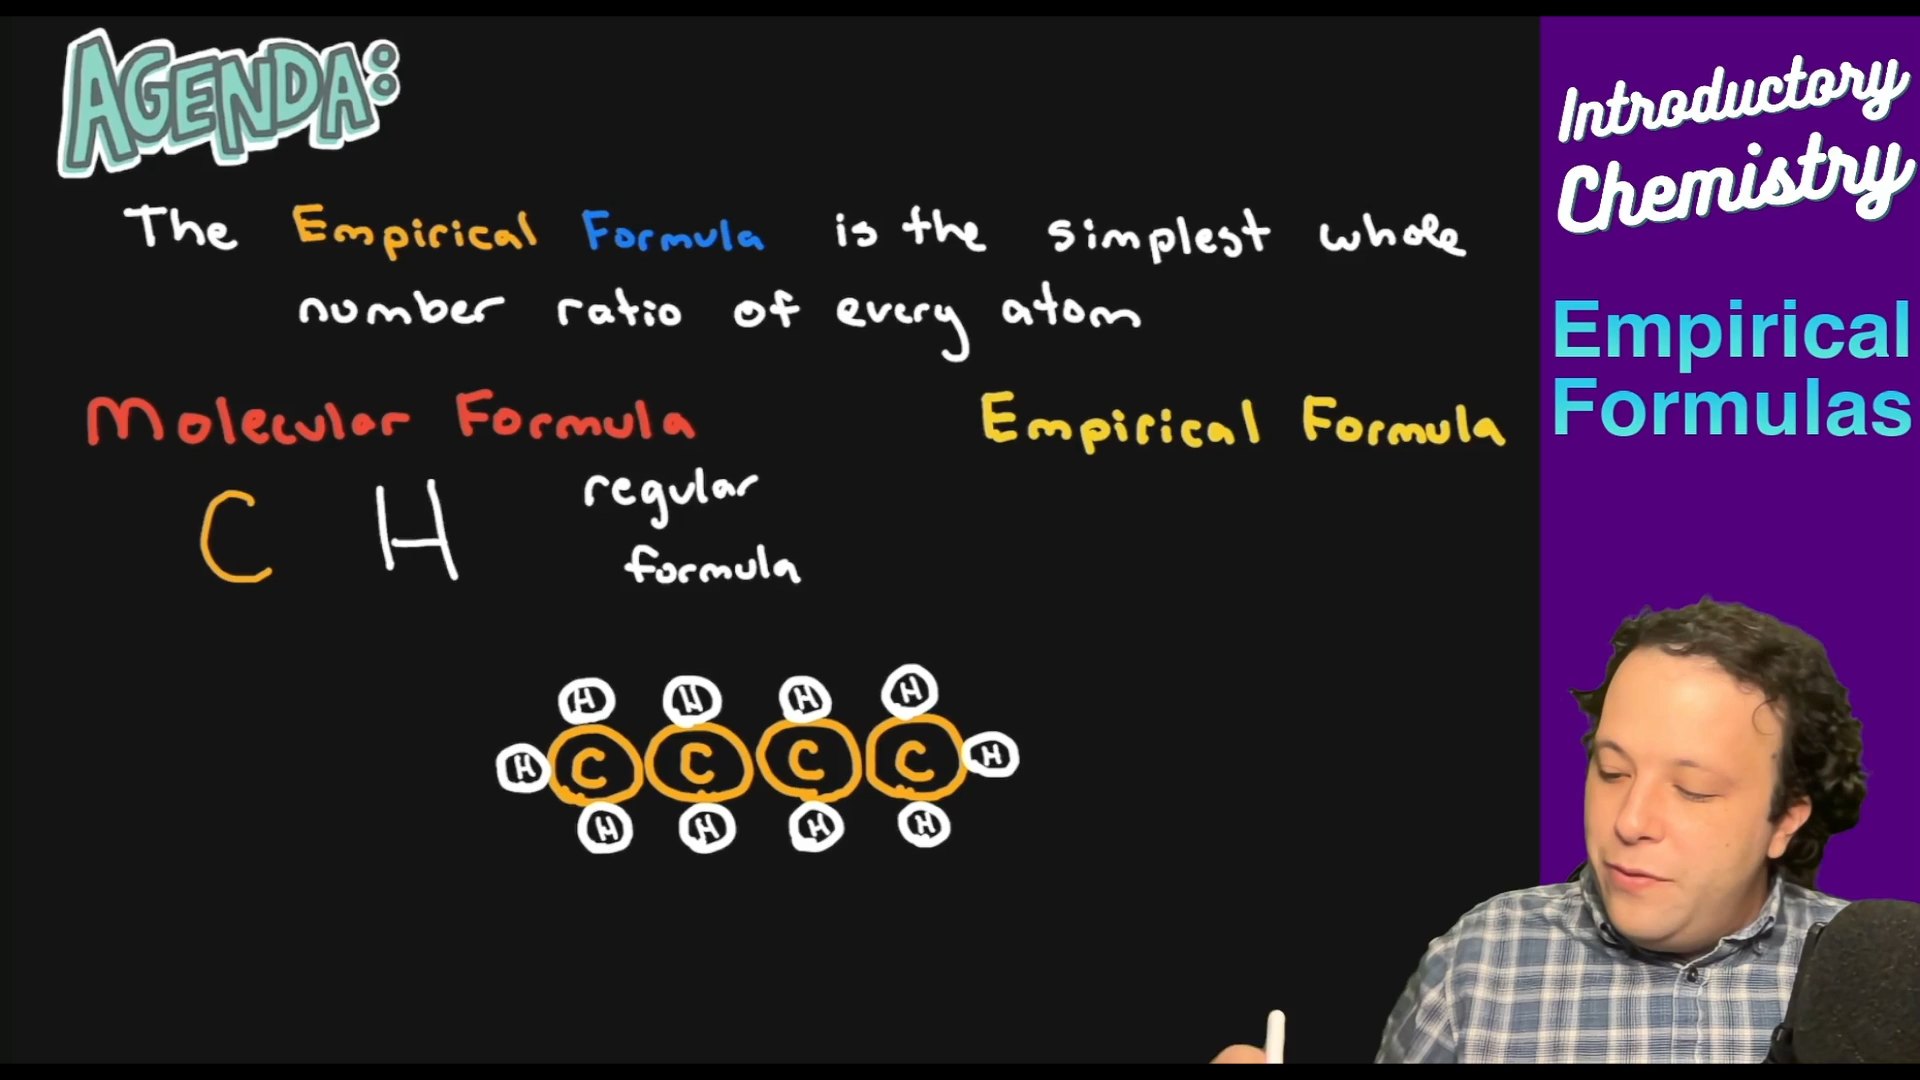 AGENDA:
The Empirical Formula is the simplest whole
number ratio of every atom
Molecular Formula
Empirical Formula
C H
regular
formula
H H H H
H C C C C H
H H H H
Introductory
Chemistry
Empirical
Formulas